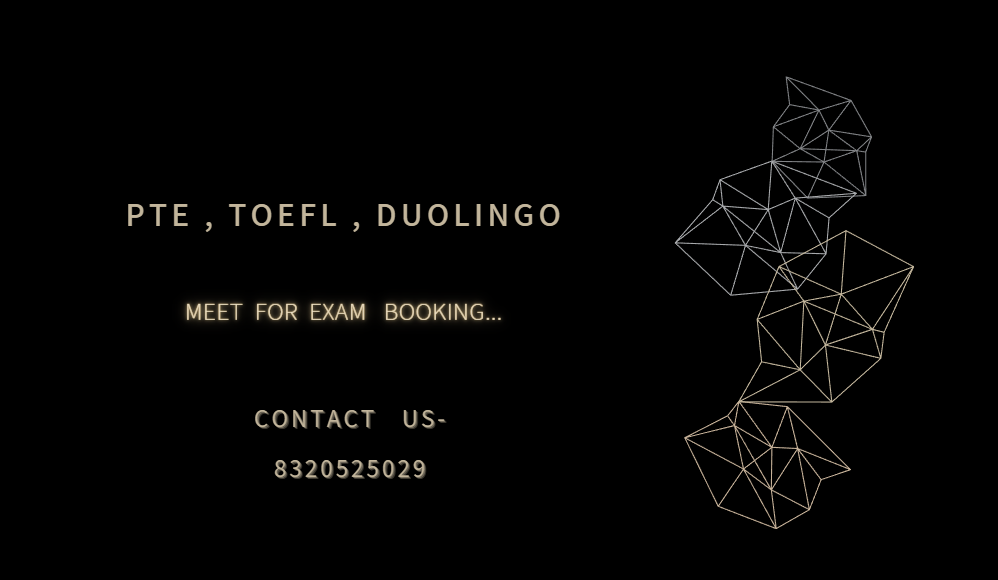 PTE , TOEFL , DUOLINGO
MEET FOR EXAM BOOKING...
CONTACT US-
8320525029